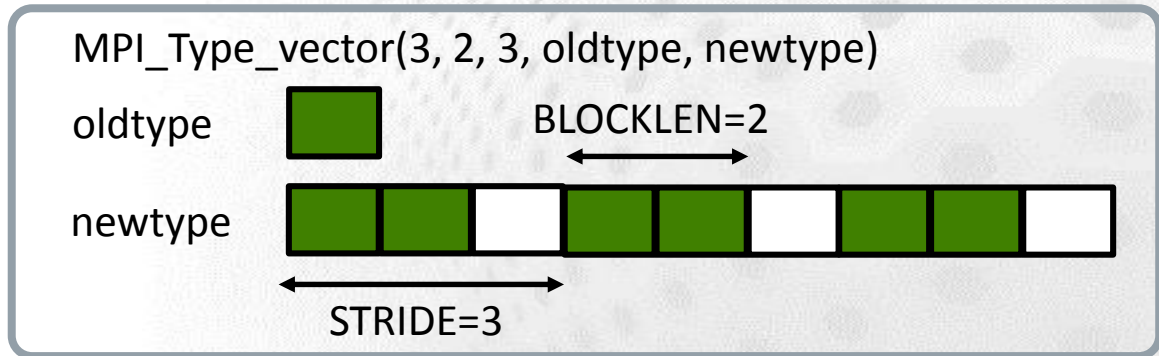 MPI_Type_vector(3, 2, 3, oldtype, newtype)
oldtype
BLOCKLEN=2
newtype
STRIDE=3